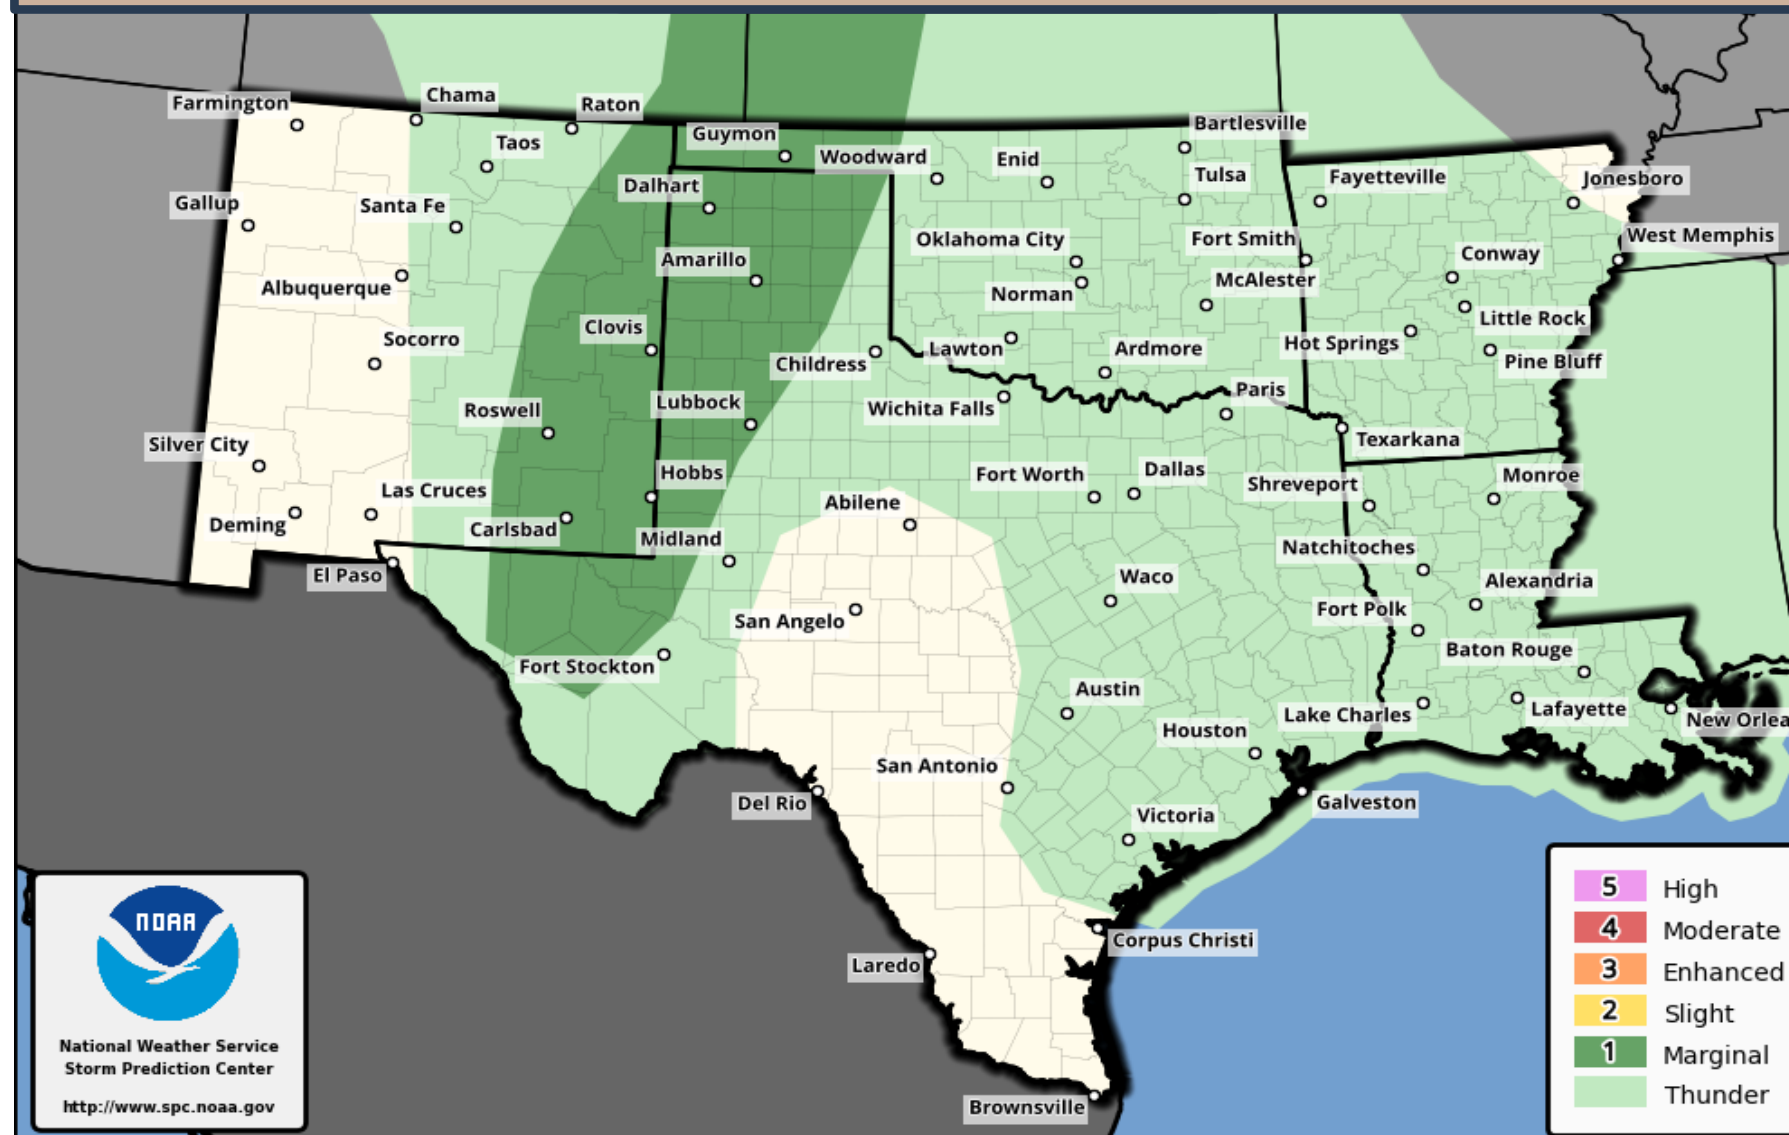 Farmington
Chama
Raton
Taos
Guymon
Woodward
Enid
Bartlesville
Tulsa
Fayetteville
Jonesboro
Gallup
Santa Fe
Dalhart
Amarillo
Oklahoma City
Fort Smith
Conway
West Memphis
Albuquerque
Norman
McAlester
Little Rock
Socorro
Clovis
Childress
Lawton
Ardmore
Hot Springs
Pine Bluff
Roswell
Lubbock
Wichita Falls
Paris
Texarkana
Silver City
Las Cruces
Hobbs
Fort Worth
Dallas
Shreveport
Monroe
Deming
Carlsbad
Midland
Abilene
Natchitoches
El Paso
Waco
Alexandria
San Angelo
Fort Polk
Fort Stockton
Baton Rouge
Austin
Lake Charles
Lafayette
New Orlea
Houston
San Antonio
Del Rio
Victoria
Galveston
Corpus Christi
Laredo
Brownsville
NOAA
National Weather Service
Storm Prediction Center
http://www.spc.noaa.gov
5 High
4 Moderate
3 Enhanced
2 Slight
1 Marginal
Thunder